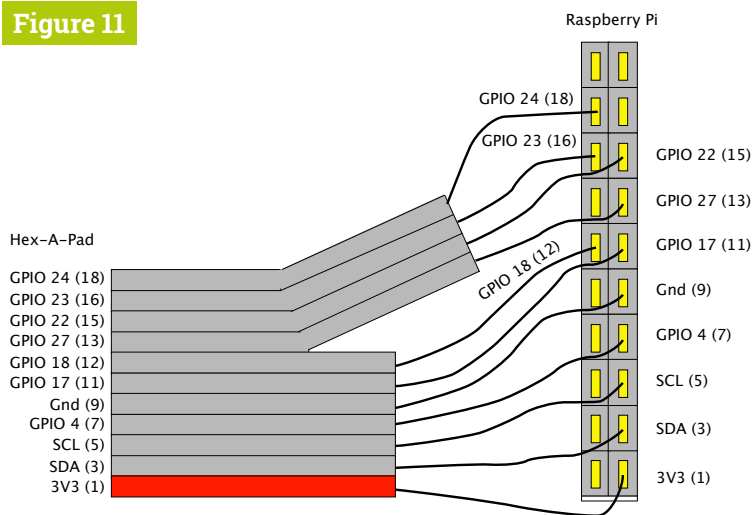 Figure 11
Raspberry Pi
GPIO 24 (18)
GPIO 23 (16)
GPIO 22 (15)
GPIO 27 (13)
GPIO 17 (11)
GPIO 18 (12)
Gnd (9)
GPIO 4 (7)
SCL (5)
SDA (3)
3V3 (1)
Hex-A-Pad
GPIO 24 (18)
GPIO 23 (16)
GPIO 22 (15)
GPIO 27 (13)
GPIO 18 (12)
GPIO 17 (11)
Gnd (9)
GPIO 4 (7)
SCL (5)
SDA (3)
3V3 (1)